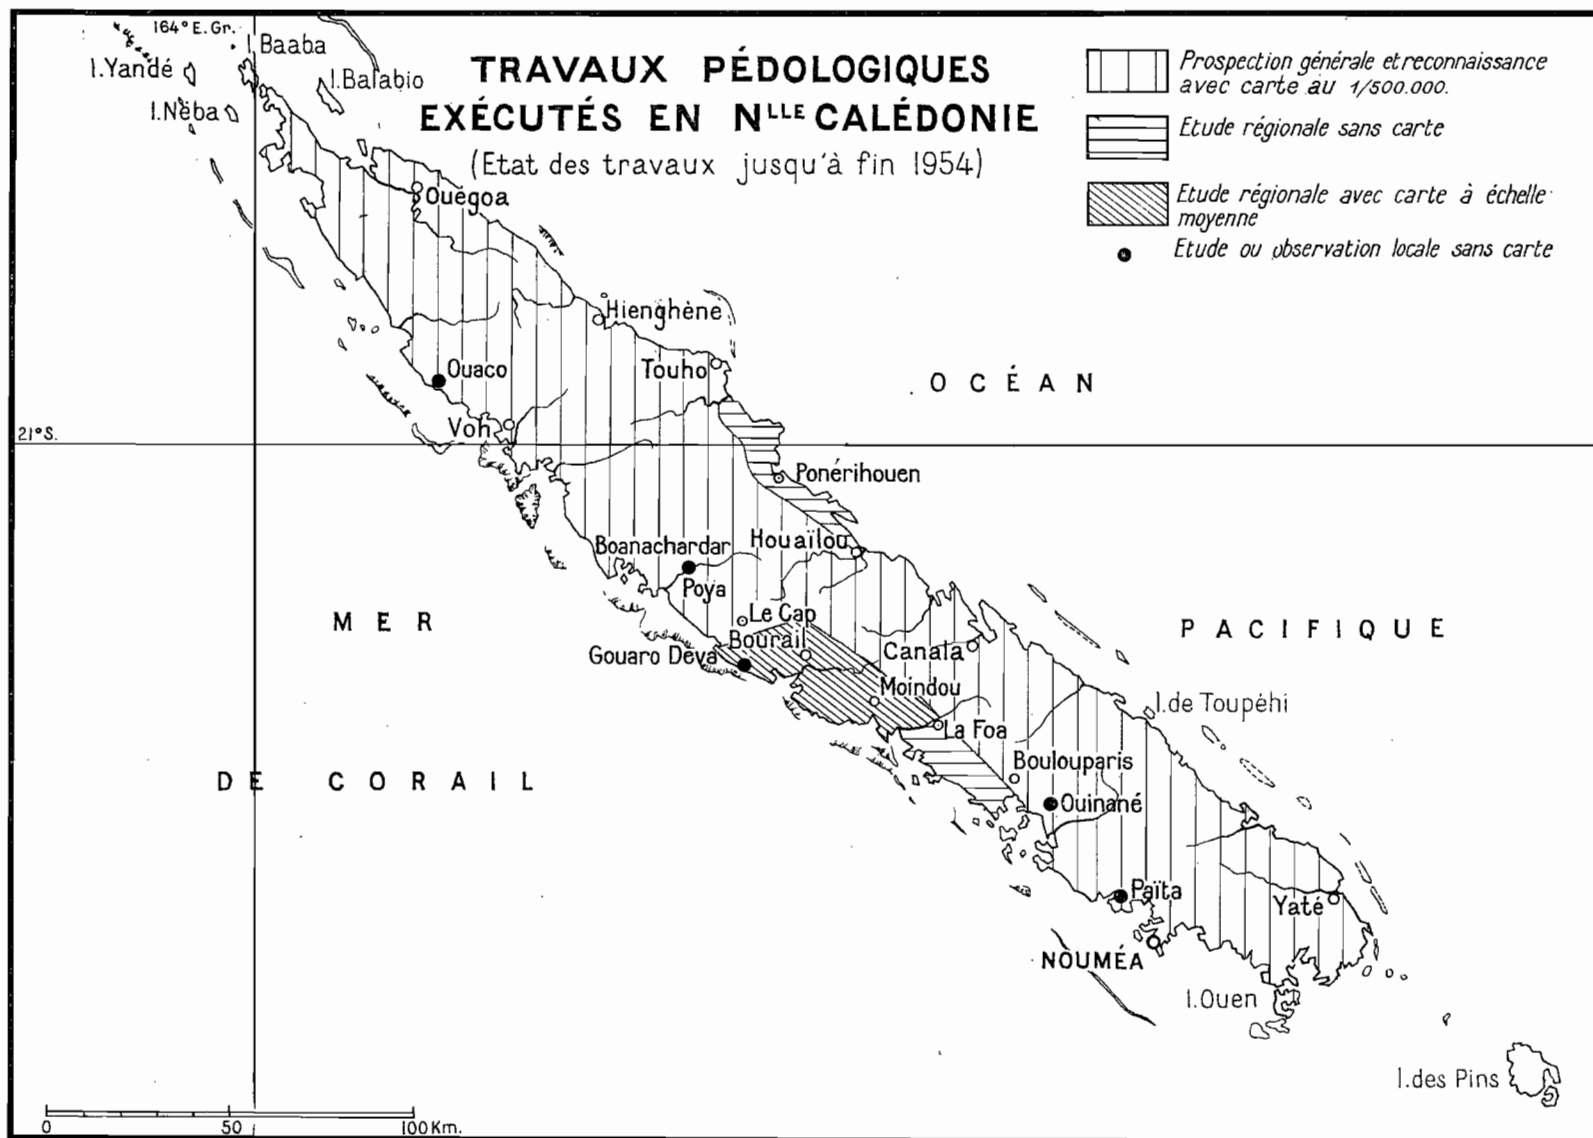 TRAVAUX PÉDOLOGIQUES
EXÉCUTÉS EN NLLE CALÉDONIE
(Etat des travaux jusqu'à fin 1954)
Prospection générale et reconnaissance
avec carte au 1/500.000.
Etude régionale sans carte
Etude régionale avec carte à échelle
moyenne
Etude ou observation locale sans carte
164° E. Gr.
I. Baaba
I. Yandé
I. Balabio
I. Nëba
Ouégoa
Hienghène
Touho
Ouaco
OCÉAN
Voh
21° S.
Ponérihouen
Houaïlou
Boanachardar
Poya
Le Cap
MER
PACIFIQUE
Bourail
Gouaro Déva
Canala
Moindou
I. de Toupéhi
La Foa
Boulouparis
DE CORAIL
Ouinané
Païta
Yaté
NOUMÉA
I. Ouen
I. des Pins
0 50 100 Km.